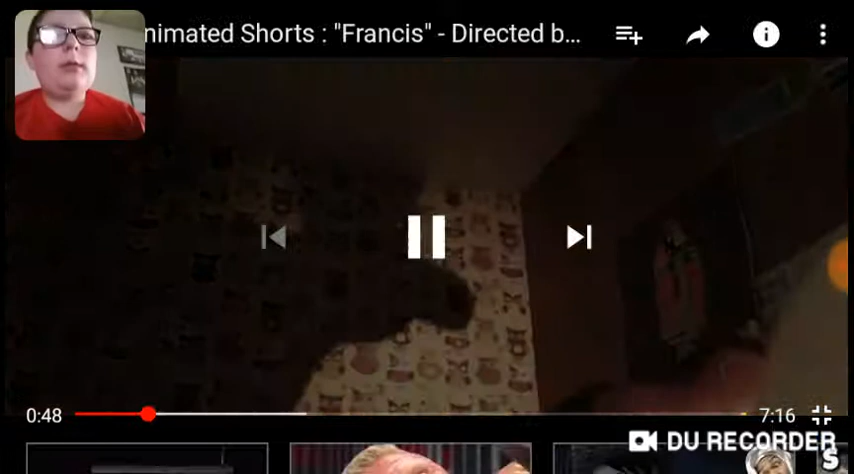 nimated Shorts : "Francis" - Directed b...
0:48
7:16
DU RECORDER
S